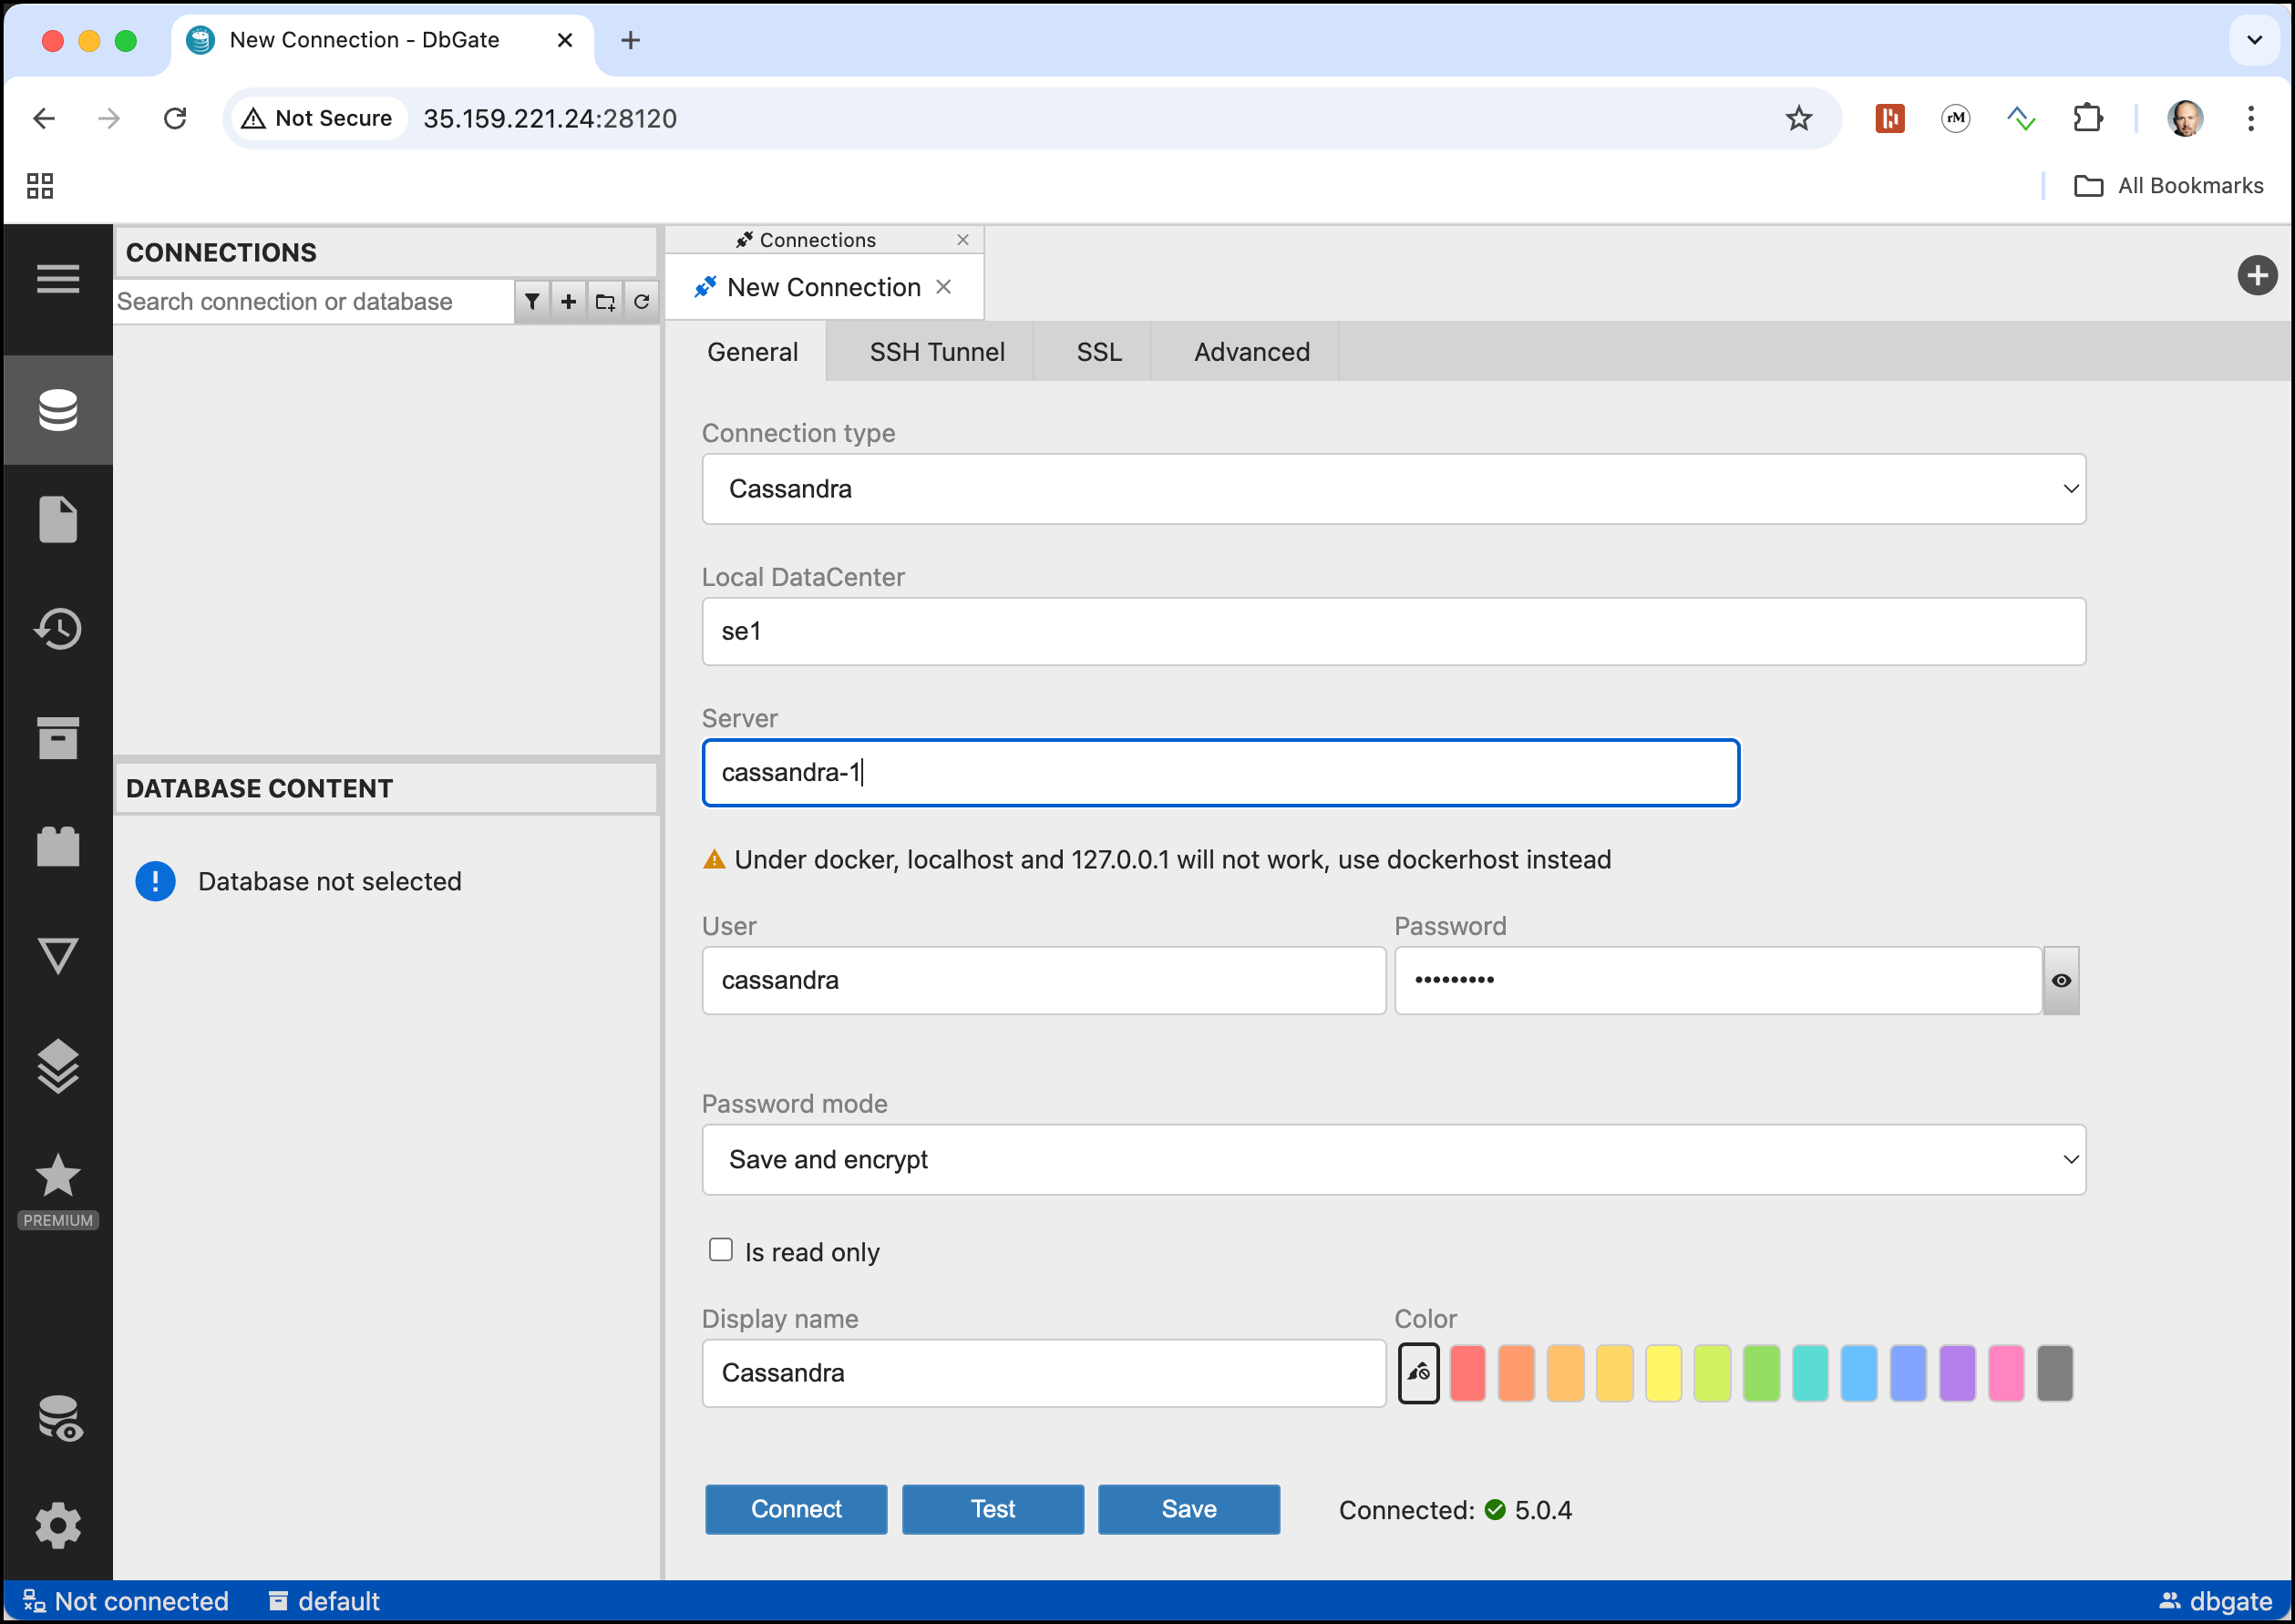 New Connection - DbGate
Not Secure 35.159.221.24:28120
rM
All Bookmarks
CONNECTIONS
Search connection or database
Connections
New Connection
General SSH Tunnel SSL Advanced
Connection type
Cassandra
Local DataCenter
se1
Server
cassandra-1
Under docker, localhost and 127.0.0.1 will not work, use dockerhost instead
DATABASE CONTENT
Database not selected
User Password
cassandra •••••••••
Password mode
Save and encrypt
PREMIUM
Is read only
Display name Color
Cassandra
Connect Test Save Connected: 5.0.4
Not connected default dbgate